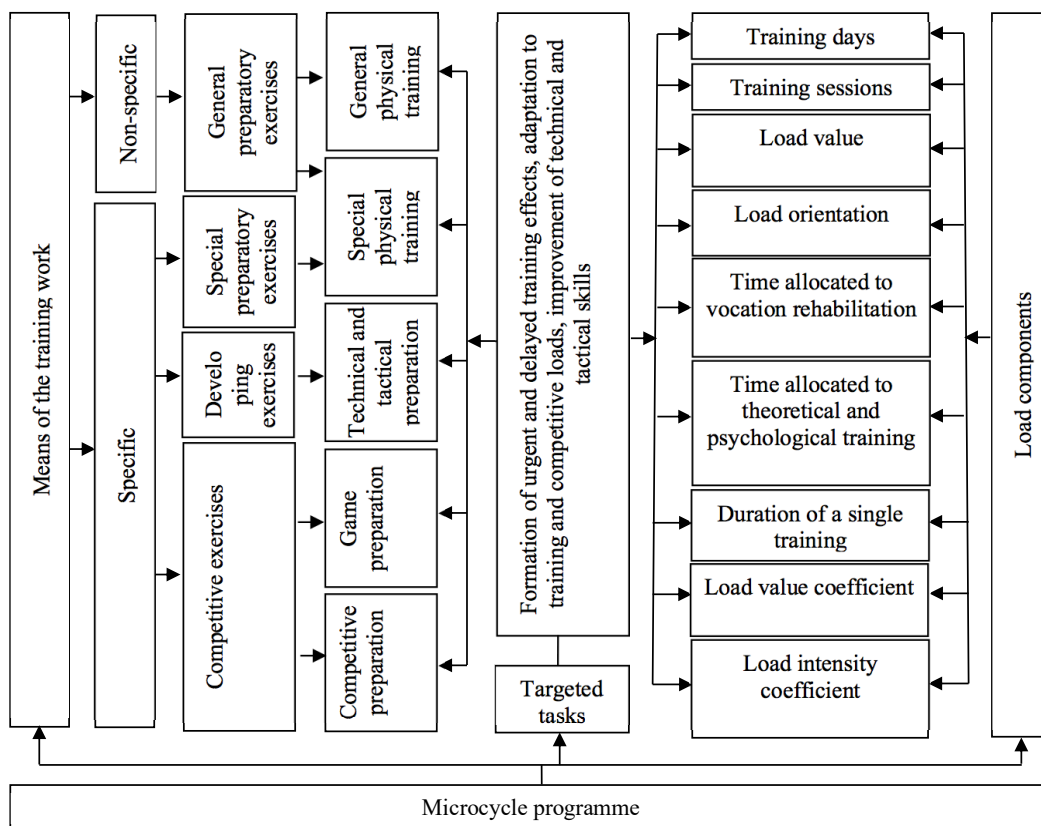 Means of the training work
Non-specific
Specific
General
preparatory
exercises
Special
preparatory
exercises
Develo
ping
exercises
Competitive exercises
General
physical
training
Special
physical
training
Technical and
tactical
preparation
Game
preparation
Competitive
preparation
Formation of urgent and delayed training effects, adaptation to
training and competitive loads, improvement of technical and
tactical skills
Targeted
tasks
Training days
Training sessions
Load value
Load orientation
Time allocated to
vocation rehabilitation
Time allocated to
theoretical and
psychological training
Duration of a single
training
Load value coefficient
Load intensity
coefficient
Load components
Microcycle programme